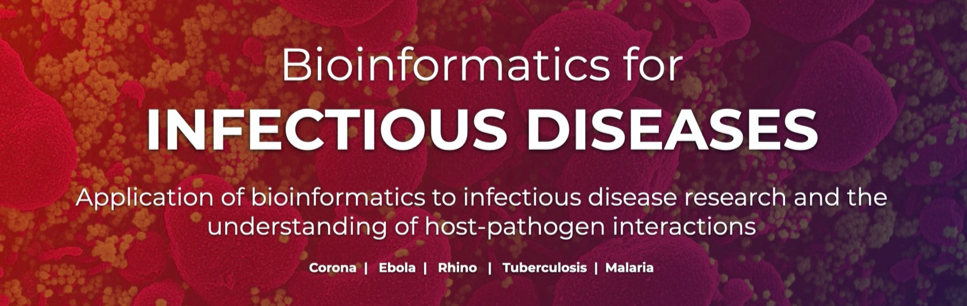 Bioinformatics for
INFECTIOUS DISEASES
Application of bioinformatics to infectious disease research and the
understanding of host-pathogen interactions
Corona | Ebola | Rhino | Tuberculosis | Malaria